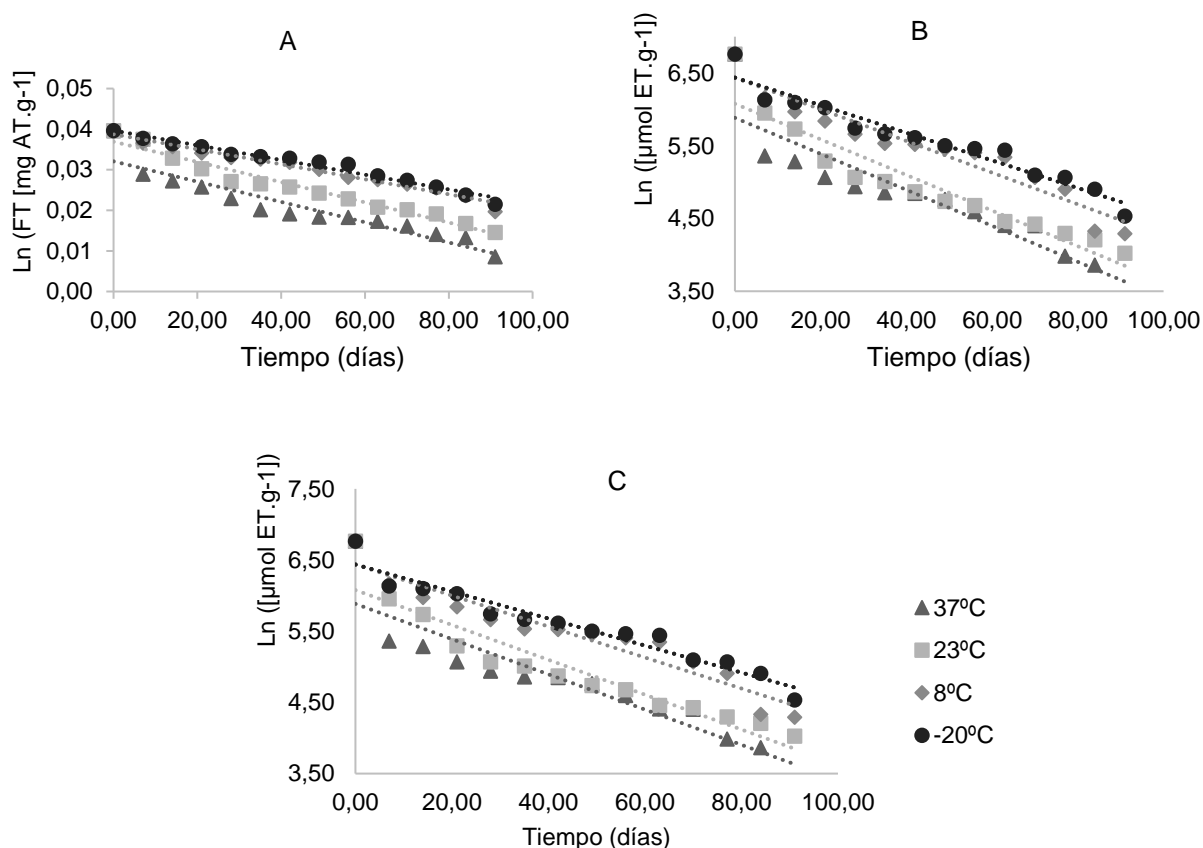 A
Ln (FT [mg AT.g-1]
0,05
0,04
0,03
0,02
0,01
0,00
0,00 20,00 40,00 60,00 80,00 100,00
Tiempo (días)
B
Ln ([µmol ET.g-1])
6,50
5,50
4,50
3,50
0,00 20,00 40,00 60,00 80,00 100,00
Tiempo (días)
C
Ln ([µmol ET.g-1])
7,50
6,50
5,50
4,50
3,50
0,00 20,00 40,00 60,00 80,00 100,00
Tiempo (días)
37ºC
23ºC
8ºC
-20ºC